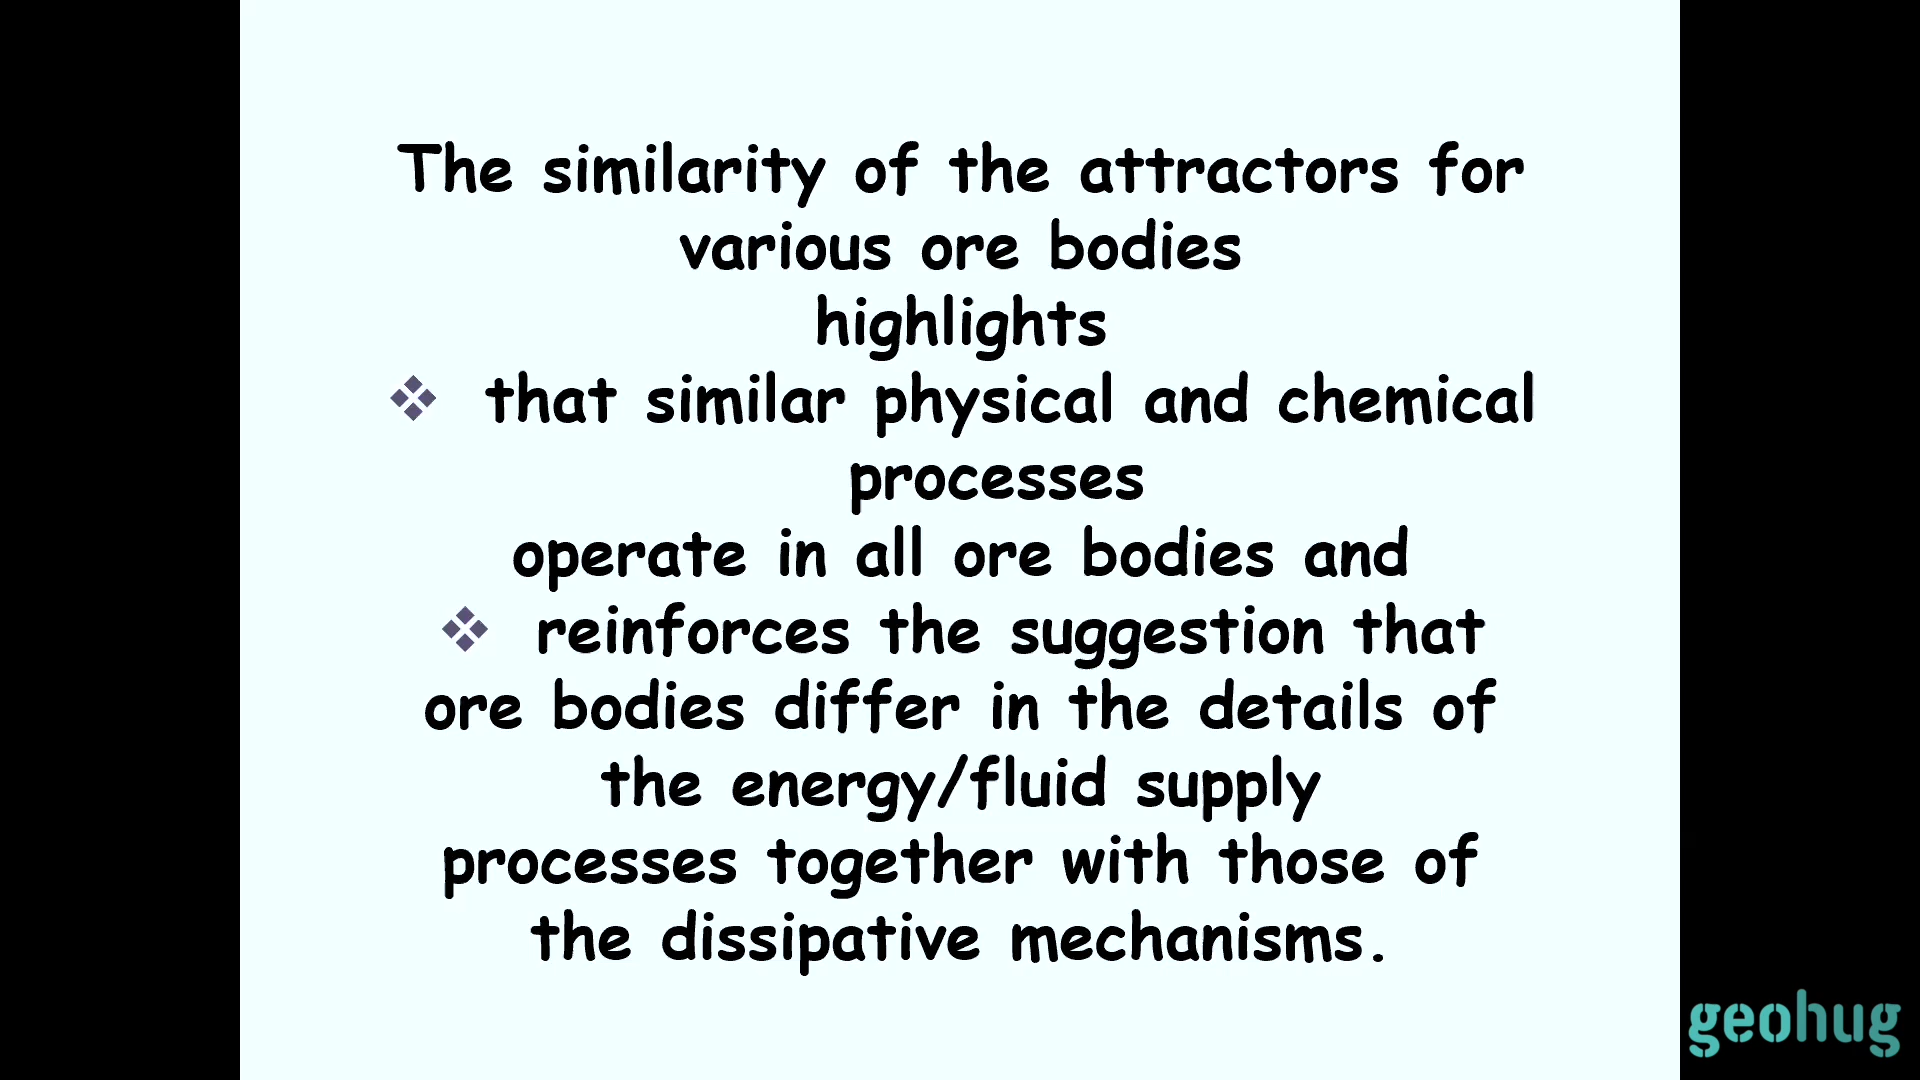 The similarity of the attractors for
various ore bodies
highlights
❖ that similar physical and chemical
processes
operate in all ore bodies and
❖ reinforces the suggestion that
ore bodies differ in the details of
the energy/fluid supply
processes together with those of
the dissipative mechanisms.
geohug